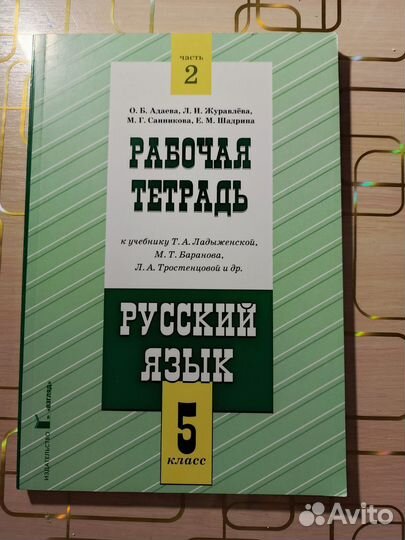 часть
2
О. Б. Адаева, Л. И. Журавлёва,
М. Г. Санникова, Е. М. Шадрина
РАБОЧАЯ
ТЕТРАДЬ
к учебнику Т. А. Ладыженской,
М. Т. Баранова,
Л. А. Тростенцовой и др.
РУССКИЙ
ЯЗЫК
5
класс
ИЗДАТЕЛЬСТВО «ВЗГЛЯД»
Avito